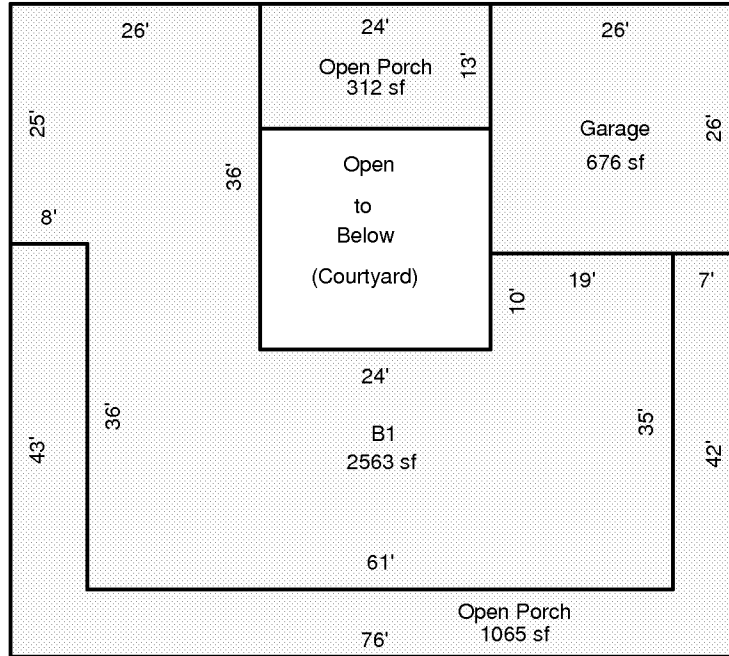 26'
24'
26'
Open Porch
312 sf
13'
25'
Garage
676 sf
26'
36'
Open
to
Below
(Courtyard)
8'
10'
19'
7'
24'
36'
B1
2563 sf
35'
43'
42'
61'
Open Porch
1065 sf
76'